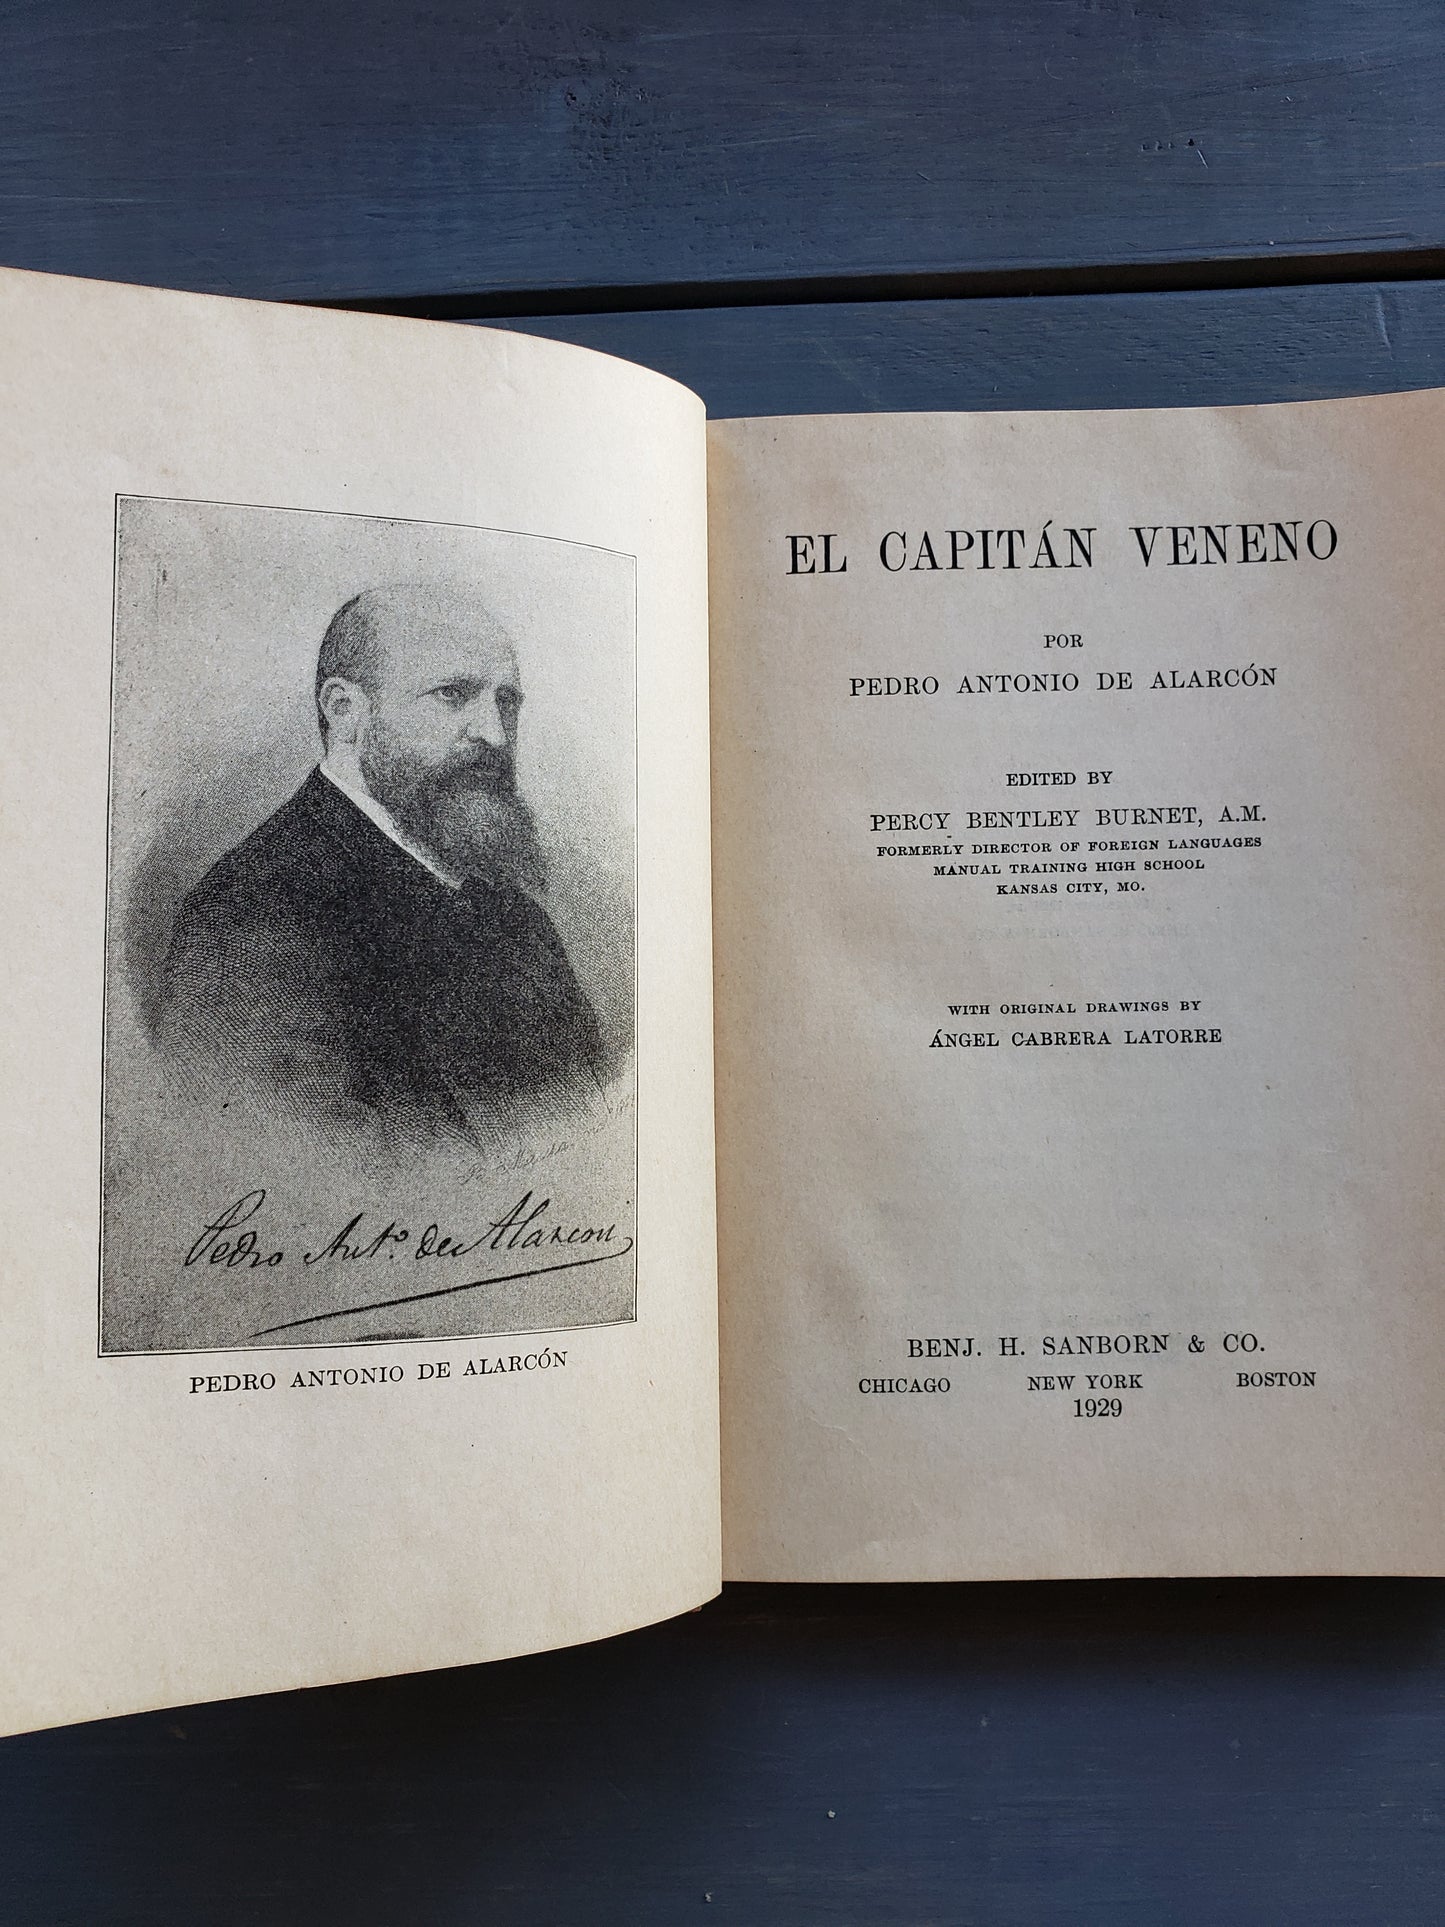 Pedro Ant.º de Alarcon
PEDRO ANTONIO DE ALARCÓN
EL CAPITÁN VENENO
POR
PEDRO ANTONIO DE ALARCÓN
EDITED BY
PERCY BENTLEY BURNET, A.M.
FORMERLY DIRECTOR OF FOREIGN LANGUAGES
MANUAL TRAINING HIGH SCHOOL
KANSAS CITY, MO.
WITH ORIGINAL DRAWINGS BY
ÁNGEL CABRERA LATORRE
BENJ. H. SANBORN & CO.
CHICAGO NEW YORK BOSTON
1929